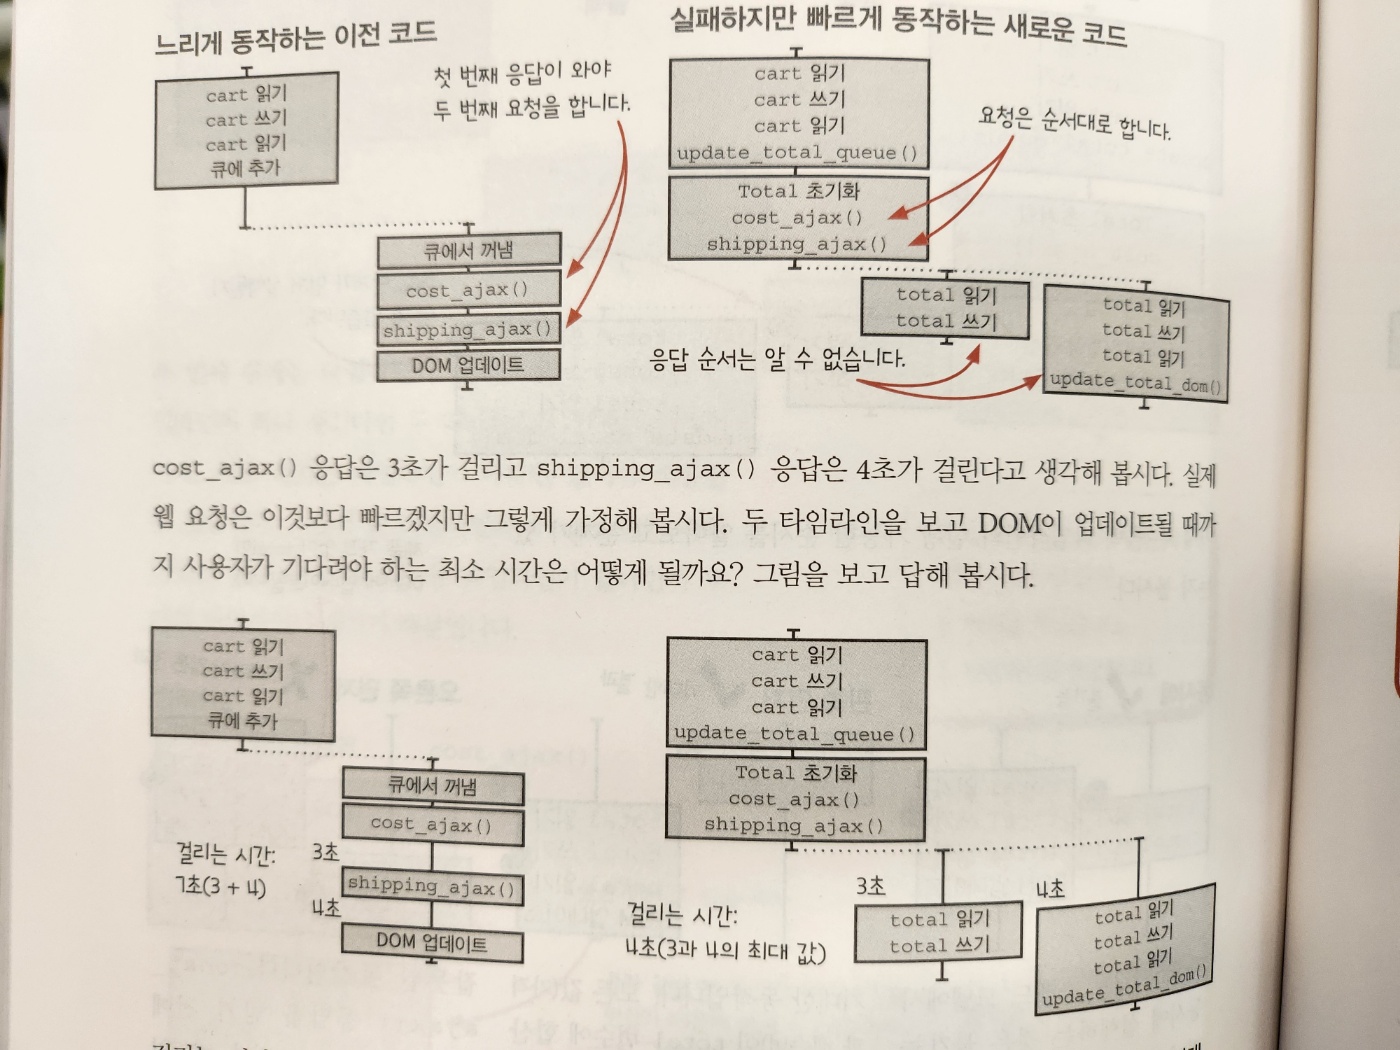 느리게 동작하는 이전 코드
cart 읽기
cart 쓰기
cart 읽기
큐에 추가
첫 번째 응답이 와야
두 번째 요청을 합니다.
큐에서 꺼냄
cost_ajax()
shipping_ajax()
DOM 업데이트
실패하지만 빠르게 동작하는 새로운 코드
cart 읽기
cart 쓰기
cart 읽기
update_total_queue()
Total 초기화
cost_ajax()
shipping_ajax()
요청은 순서대로 합니다.
total 읽기
total 쓰기
total 읽기
total 쓰기
total 읽기
update_total_dom()
응답 순서는 알 수 없습니다.
cost_ajax() 응답은 3초가 걸리고 shipping_ajax() 응답은 4초가 걸린다고 생각해 봅시다. 실제
웹 요청은 이것보다 빠르겠지만 그렇게 가정해 봅시다. 두 타임라인을 보고 DOM이 업데이트될 때까
지 사용자가 기다려야 하는 최소 시간은 어떻게 될까요? 그림을 보고 답해 봅시다.
cart 읽기
cart 쓰기
cart 읽기
큐에 추가
큐에서 꺼냄
cost_ajax()
걸리는 시간:
7초(3 + 4)
3초
shipping_ajax()
4초
DOM 업데이트
cart 읽기
cart 쓰기
cart 읽기
update_total_queue()
Total 초기화
cost_ajax()
shipping_ajax()
걸리는 시간:
4초(3과 4의 최대 값)
3초
total 읽기
total 쓰기
4초
total 읽기
total 쓰기
total 읽기
update_total_dom()